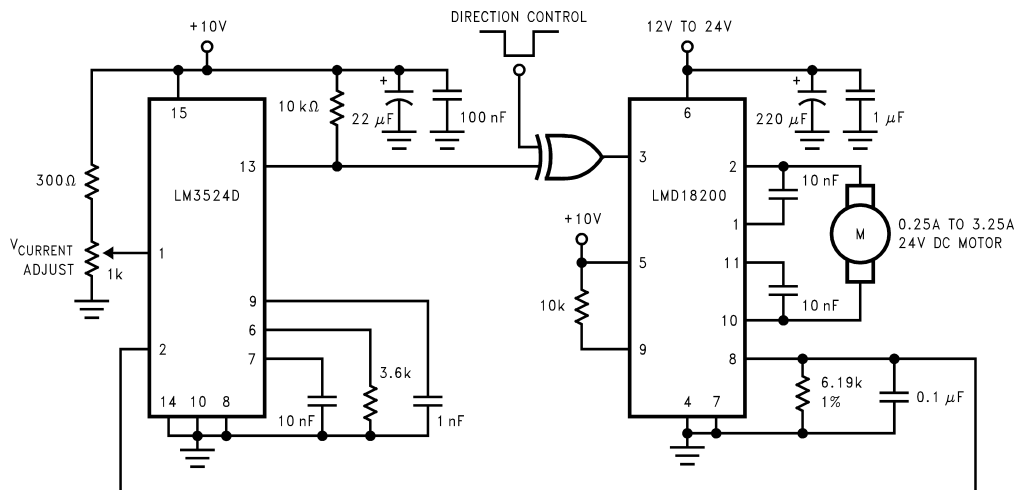 DIRECTION CONTROL
+10V
12V TO 24V
15
10 kΩ
+
22 µF
100 nF
6
+
220 µF
1 µF
13
3
2
10 nF
300Ω
LM3524D
LMD18200
+10V
1
M
0.25A TO 3.25A
24V DC MOTOR
VCURRENT
ADJUST
1k
1
5
11
9
10k
10 nF
6
10
2
7
3.6k
9
8
6.19k
1%
0.1 µF
14 10 8
10 nF
1 nF
4 7